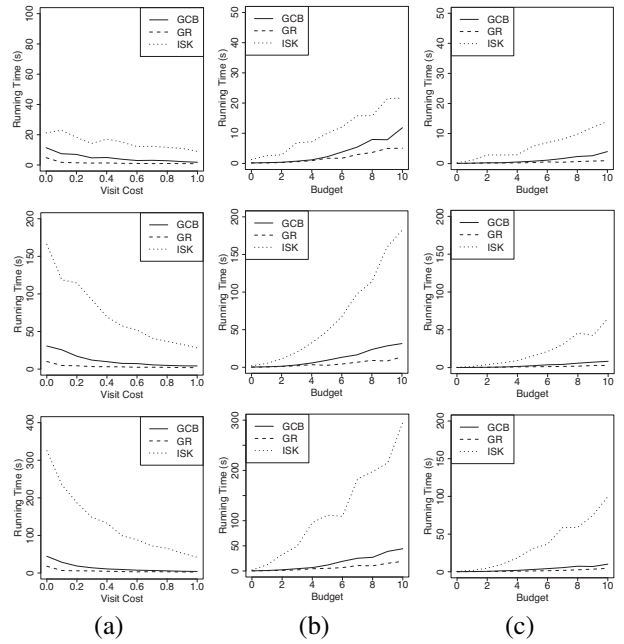 GCB
GR
ISK
Running Time (s)
0 20 40 60 80 100
0.0 0.2 0.4 0.6 0.8 1.0
Visit Cost
GCB
GR
ISK
Running Time (s)
0 10 20 30 40 50
0 2 4 6 8 10
Budget
GCB
GR
ISK
Running Time (s)
0 10 20 30 40 50
0 2 4 6 8 10
Budget
GCB
GR
ISK
Running Time (s)
0 50 100 150 200
0.0 0.2 0.4 0.6 0.8 1.0
Visit Cost
GCB
GR
ISK
Running Time (s)
0 50 100 150 200
0 2 4 6 8 10
Budget
GCB
GR
ISK
Running Time (s)
0 50 100 150 200
0 2 4 6 8 10
Budget
GCB
GR
ISK
Running Time (s)
0 100 200 300 400
0.0 0.2 0.4 0.6 0.8 1.0
Visit Cost
GCB
GR
ISK
Running Time (s)
0 50 100 200 300
0 2 4 6 8 10
Budget
GCB
GR
ISK
Running Time (s)
0 50 100 150 200
0 2 4 6 8 10
Budget
(a)
(b)
(c)